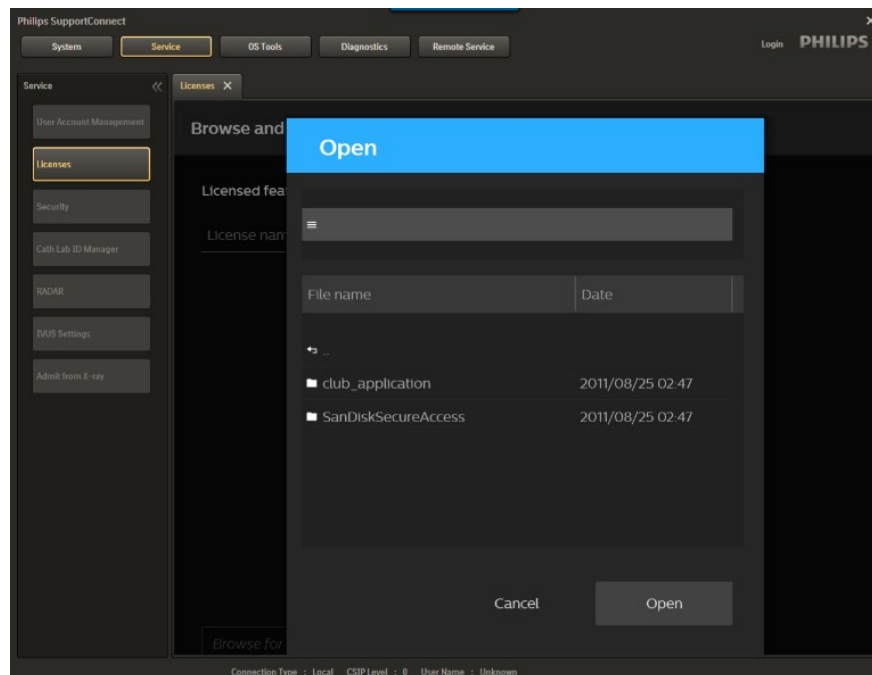 Philips SupportConnect
System Service OS Tools Diagnostics Remote Service Login PHILIPS
Service Licenses
User Account Management
Licenses
Security
Cath Lab ID Manager
RADAR
IVUS Settings
Admit from X-ray
Browse and
Licensed fea
License nam
Open
File name Date
..
club_application 2011/08/25 02:47
SanDiskSecureAccess 2011/08/25 02:47
Cancel Open
Browse for
Connection Type : Local CSIP Level : 0 User Name : Unknown